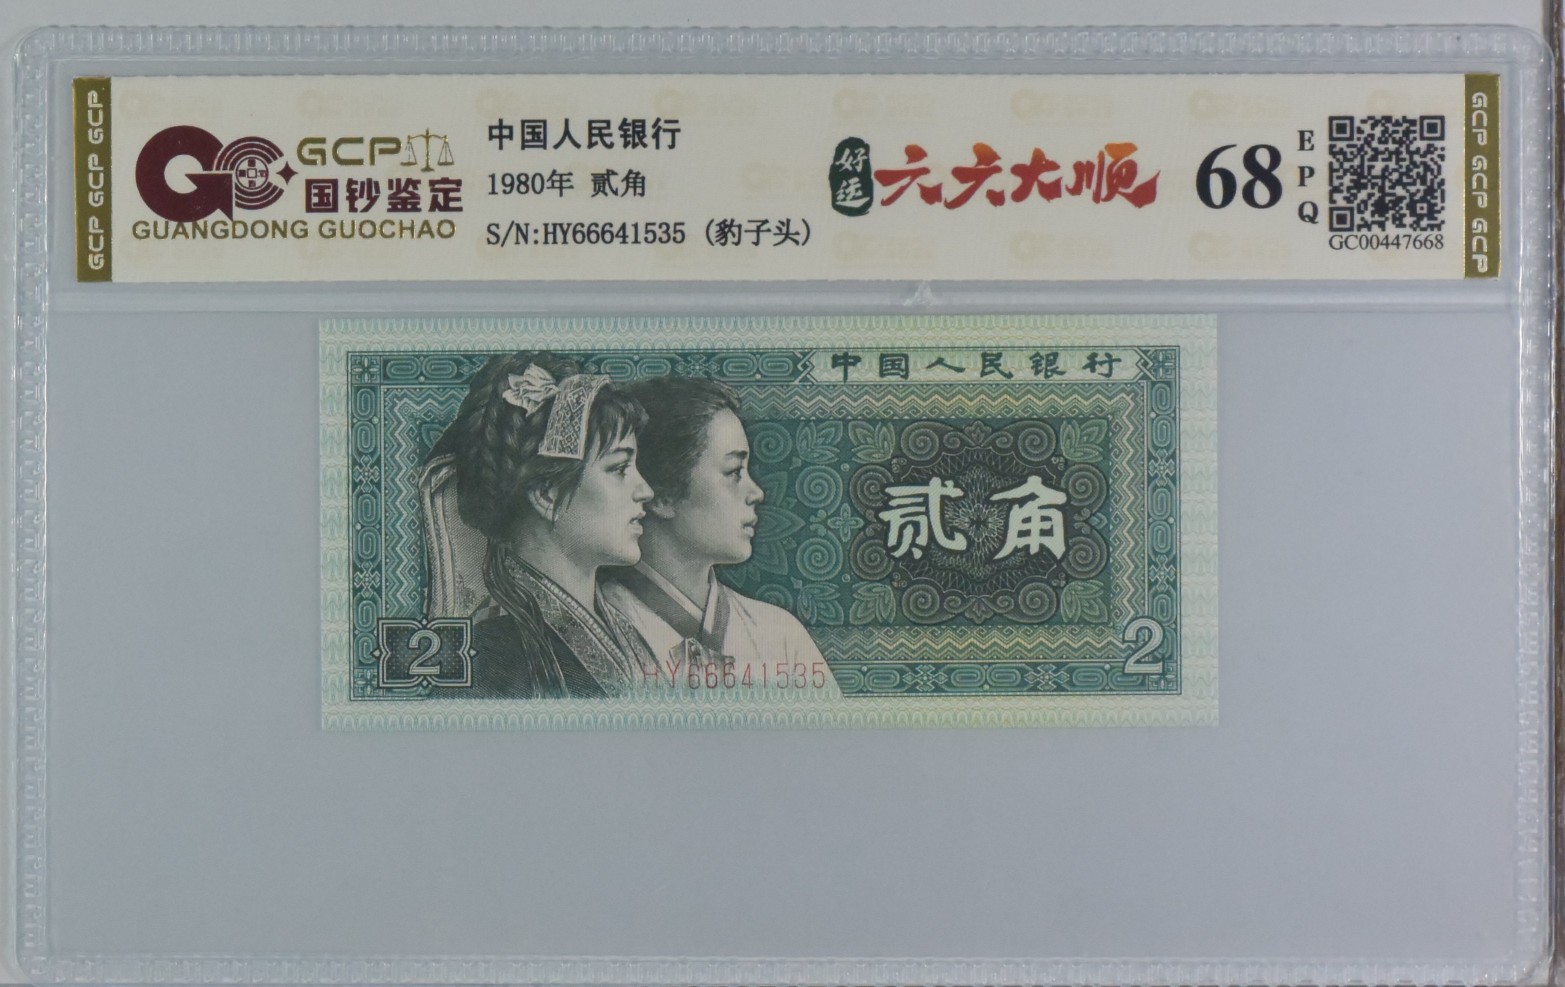 GCP GCP GCP
GCP
国钞鉴定
GUANGDONG GUOCHAO
中国人民银行
1980年 贰角
S/N:HY66641535 (豹子头)
好运
六六大顺
68
EPQ
GC00447668
GCP GCP GCP
中国人民银行
贰角
2
2
HY66641535